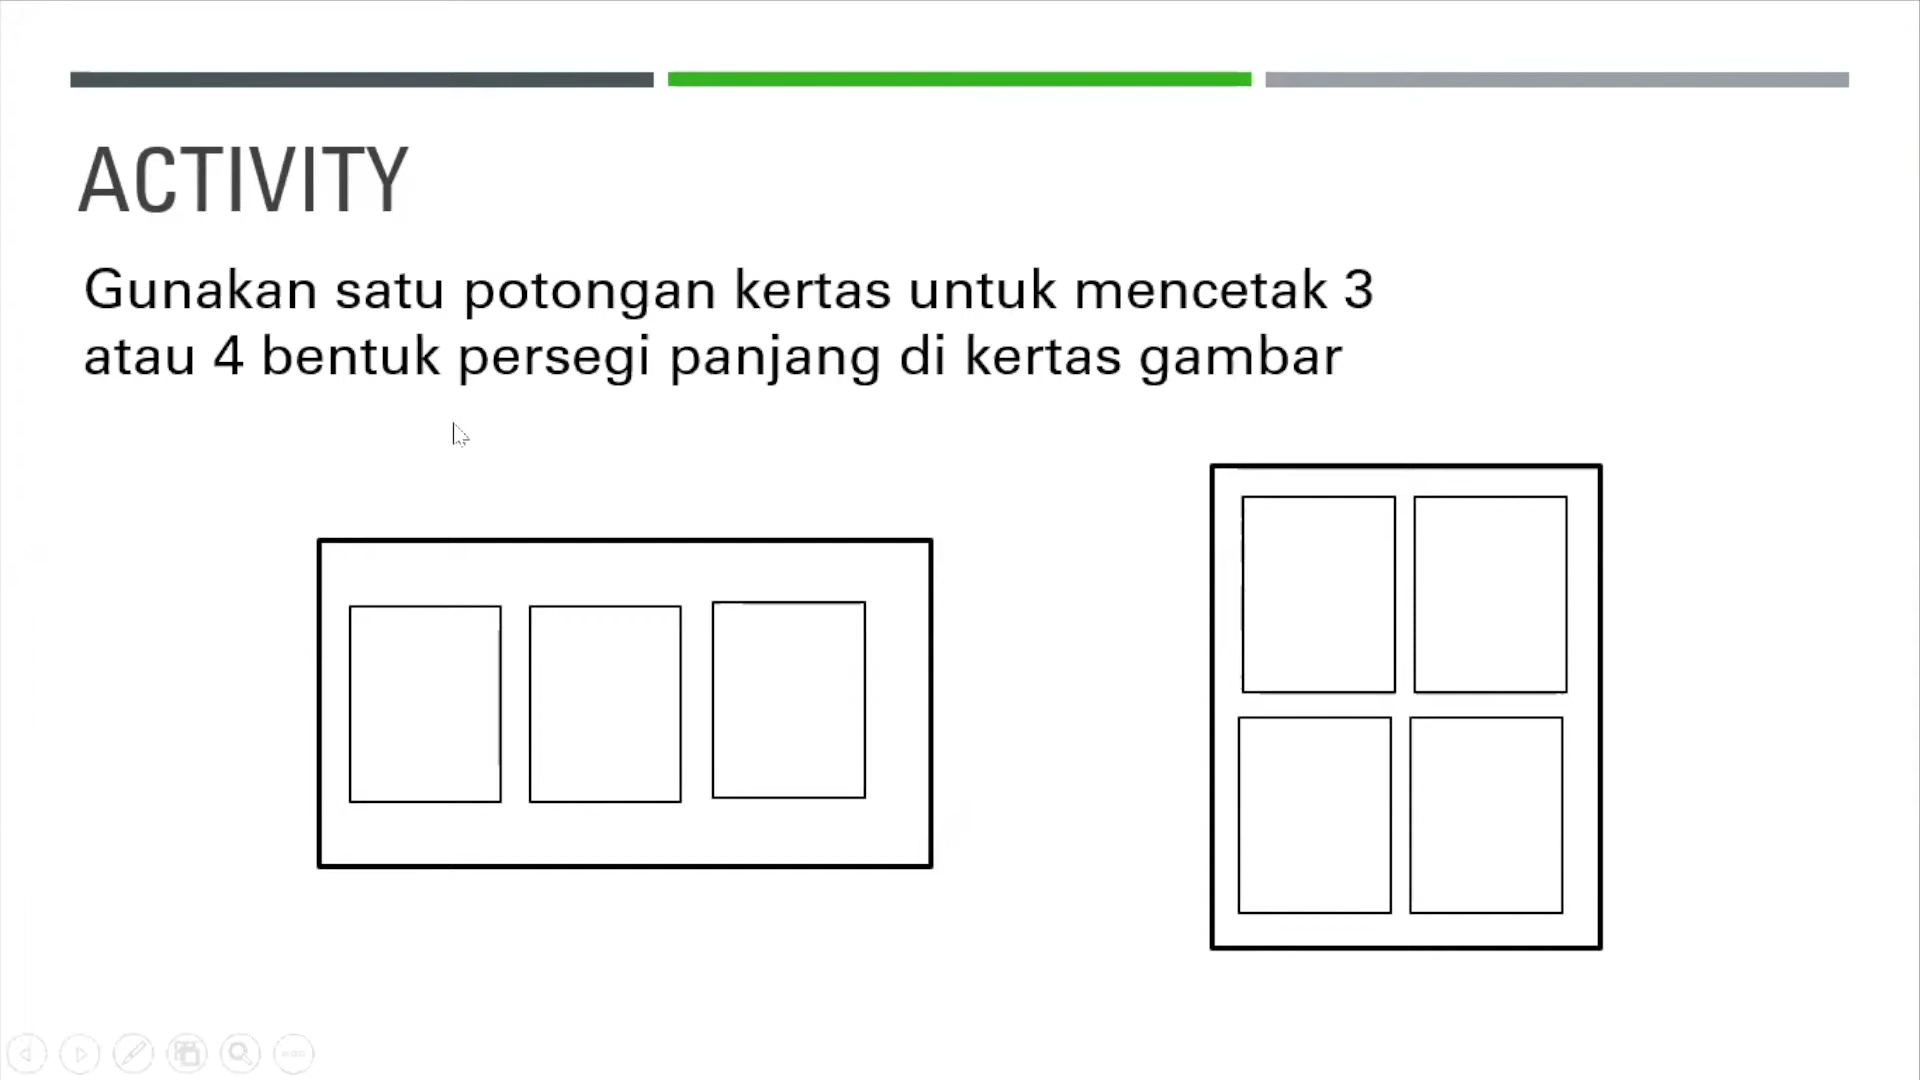 ACTIVITY
Gunakan satu potongan kertas untuk mencetak 3
atau 4 bentuk persegi panjang di kertas gambar